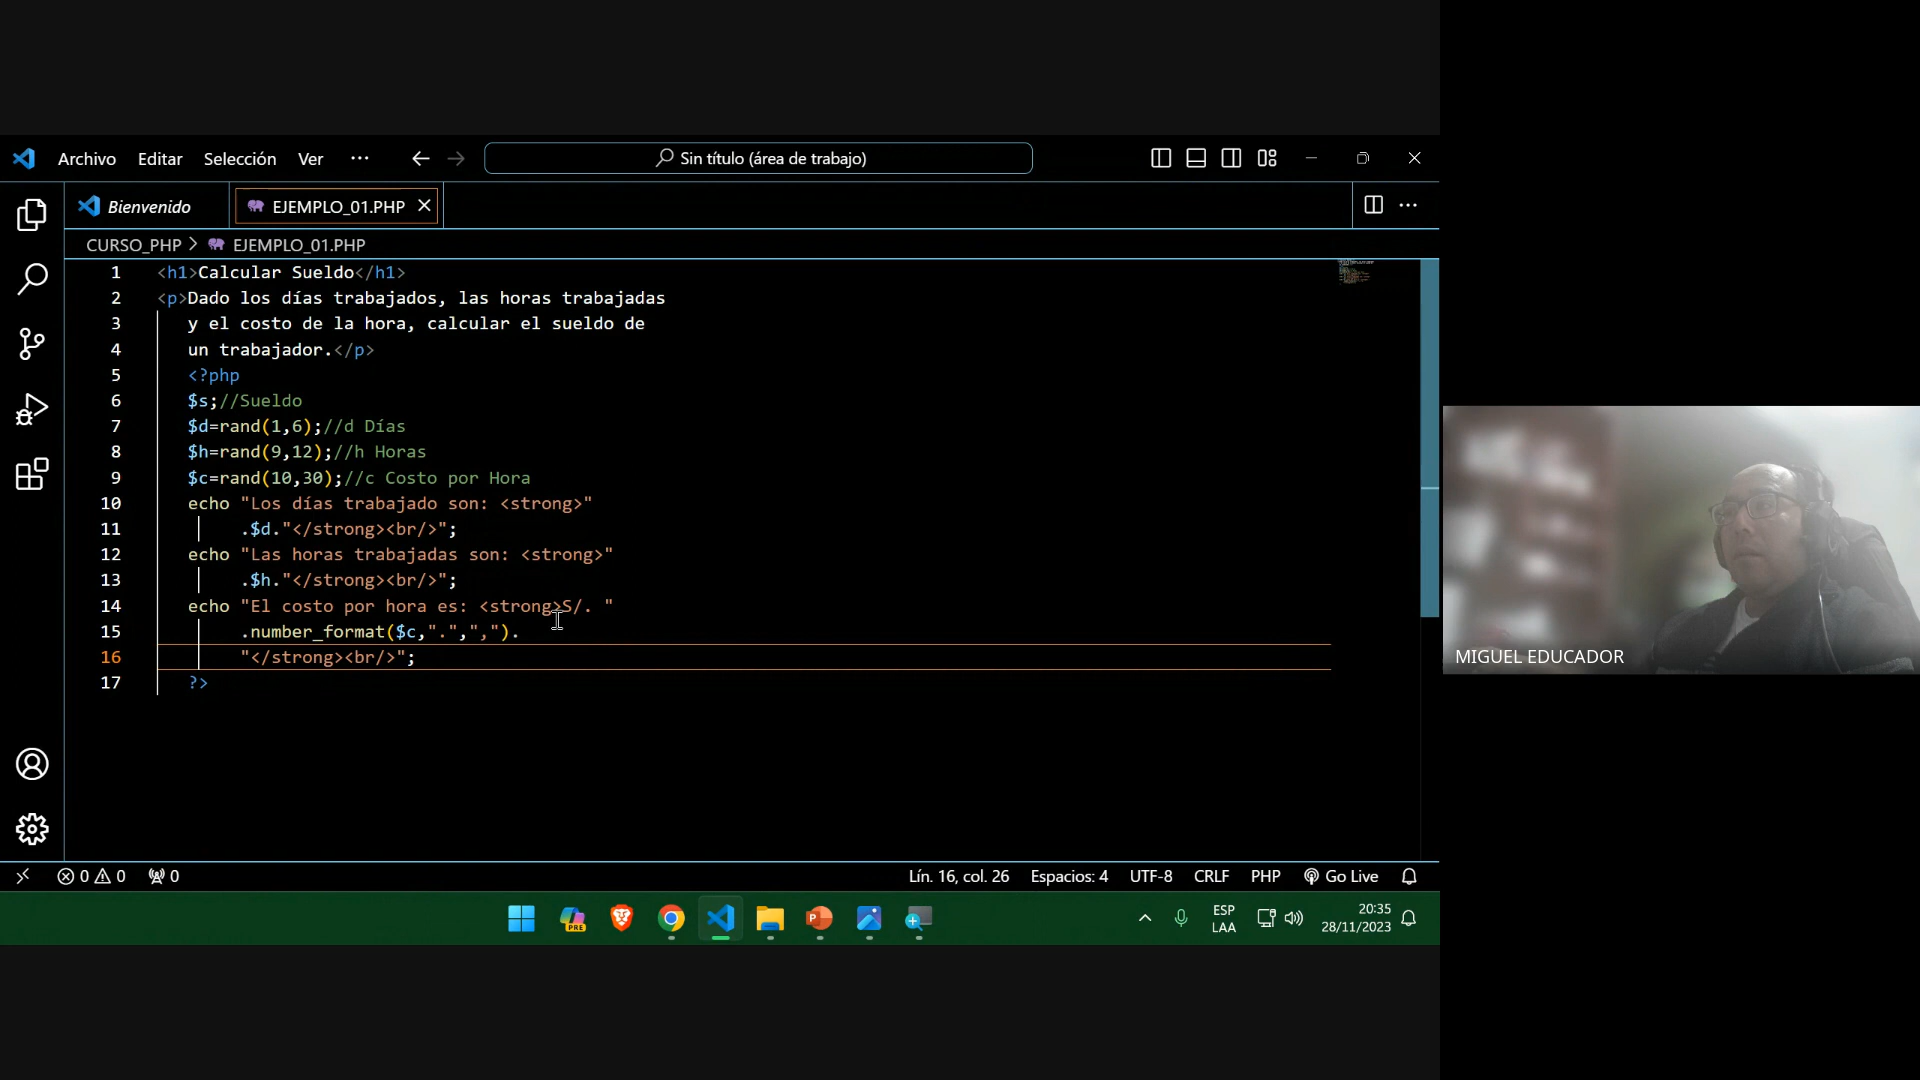 Archivo Editar Selección Ver ··· Sin título (área de trabajo)
Bienvenido EJEMPLO_01.PHP
CURSO_PHP > EJEMPLO_01.PHP
1 <h1>Calcular Sueldo</h1>
2 <p>Dado los días trabajados, las horas trabajadas
3 y el costo de la hora, calcular el sueldo de
4 un trabajador.</p>
5 <?php
6 $s;//Sueldo
7 $d=rand(1,6);//d Días
8 $h=rand(9,12);//h Horas
9 $c=rand(10,30);//c Costo por Hora
10 echo "Los días trabajado son: <strong>"
11 .$d."</strong><br/>";
12 echo "Las horas trabajadas son: <strong>"
13 .$h."</strong><br/>";
14 echo "El costo por hora es: <strong>S/. "
15 .number_format($c,".",",").
16 "</strong><br/>";
17 ?>
MIGUEL EDUCADOR
0 0 0 Lín. 16, col. 26 Espacios: 4 UTF-8 CRLF PHP Go Live
PRE
ESP
LAA
20:35
28/11/2023